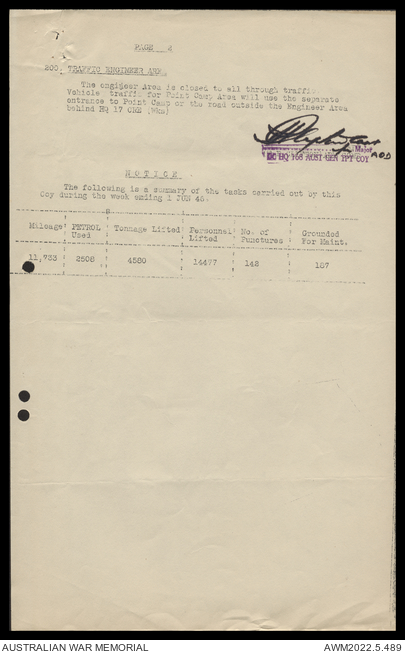 PAGE 2
200. TRAFFIC ENGINEER AREA
The engineer Area is closed to all through traffic.
Vehicle traffic for Point Camp Area will use the separate
entrance to Point Camp or the road outside the Engineer Area
behind HQ 17 CRE
Major
OC HQ 168 AUST GEN TPT COY AOD
NOTICE
The following is a summary of the tasks carried out by this
Coy during the week ending 1 JUN 45.
Mileage PETROL Used Tonnage Lifted Personnel Lifted No. of Punctures Grounded For Maint.
11,733 2508 4580 14477 142 187
AUSTRALIAN WAR MEMORIAL AWM2022.5.489